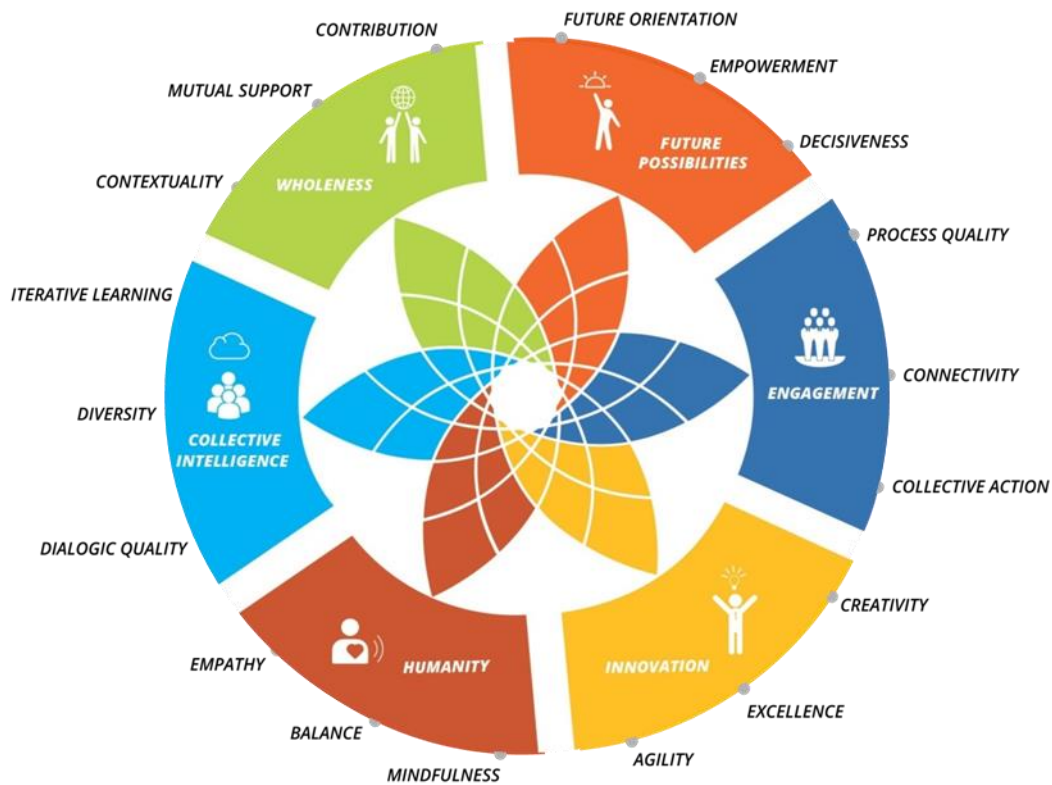 FUTURE ORIENTATION
EMPOWERMENT
DECISIVENESS
FUTURE
POSSIBILITIES
PROCESS QUALITY
CONNECTIVITY
COLLECTIVE ACTION
ENGAGEMENT
CREATIVITY
EXCELLENCE
AGILITY
INNOVATION
MINDFULNESS
BALANCE
EMPATHY
HUMANITY
DIALOGIC QUALITY
DIVERSITY
ITERATIVE LEARNING
COLLECTIVE
INTELLIGENCE
CONTEXTUALITY
MUTUAL SUPPORT
CONTRIBUTION
WHOLENESS